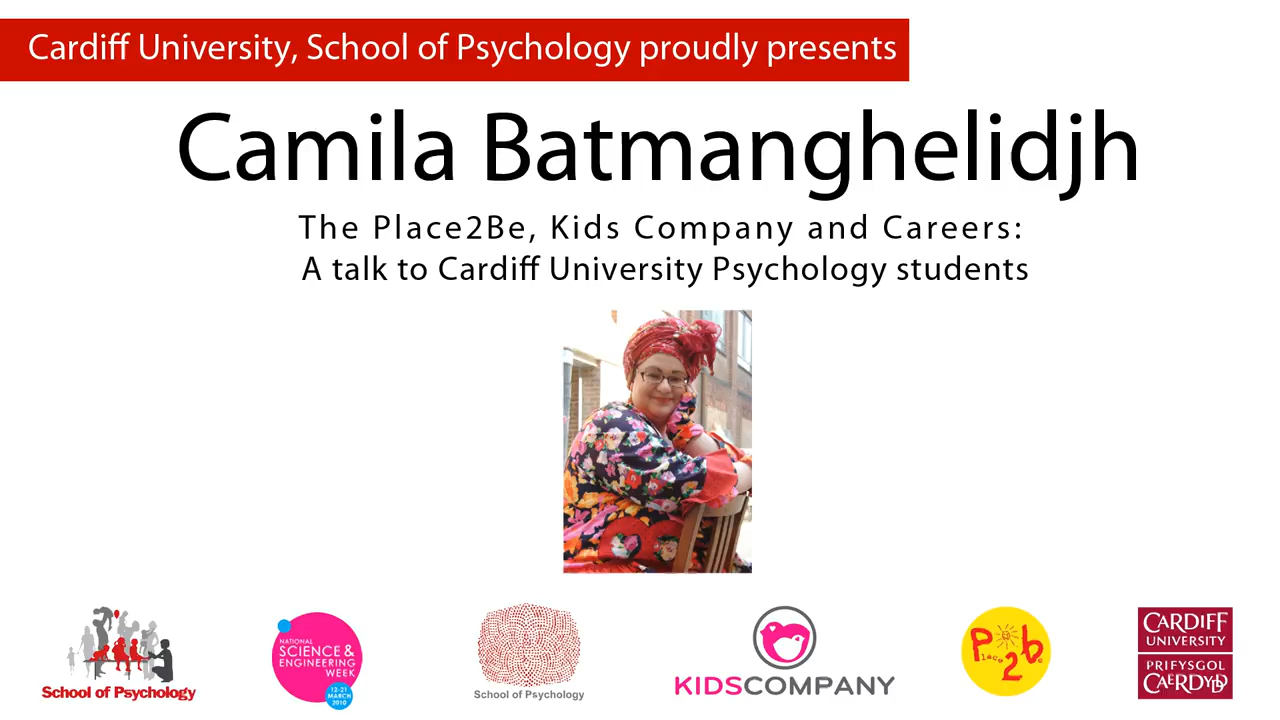 Cardiff University, School of Psychology proudly presents
Camila Batmanghelidjh
The Place2Be, Kids Company and Careers:
A talk to Cardiff University Psychology students
School of Psychology
NATIONAL
SCIENCE &
ENGINEERING
WEEK
12-21
MARCH
2010
School of Psychology
KIDSCOMPANY
Place2be
CARDIFF
UNIVERSITY
PRIFYSGOL
CAERDYDD